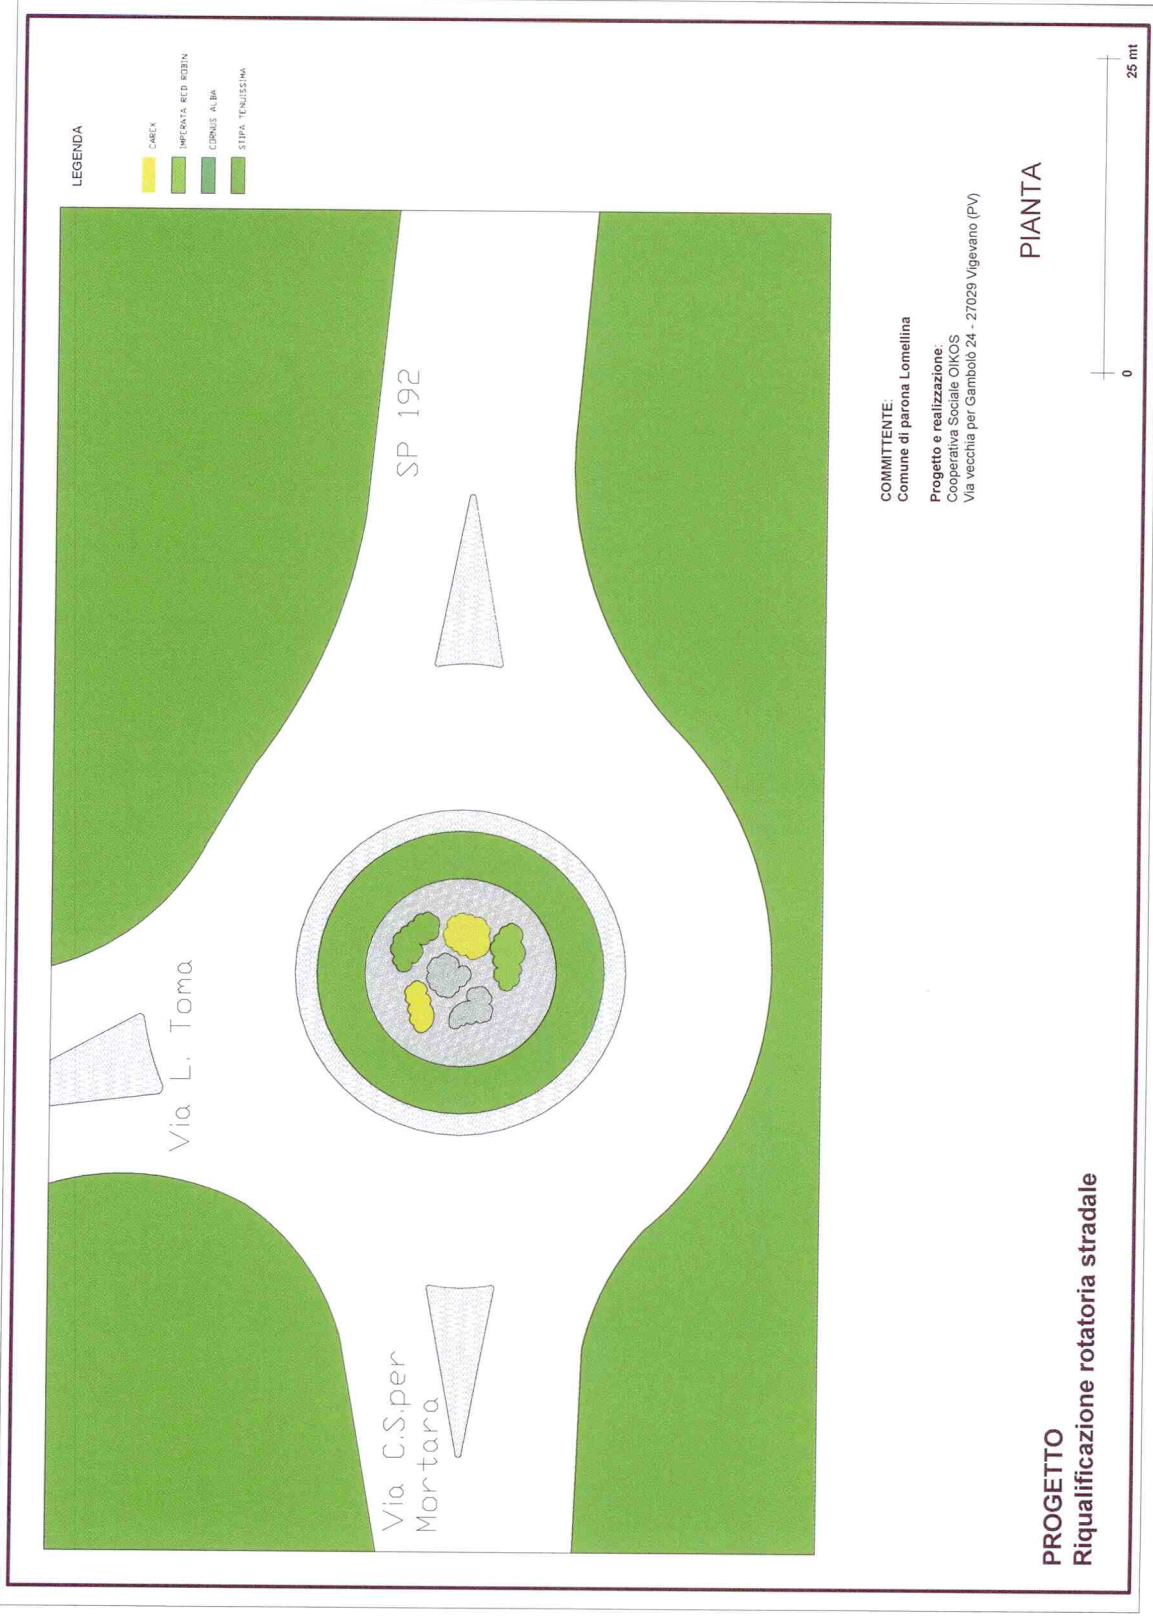 LEGENDA
CAREX
IMPERATA RED ROBIN
CORNUS ALBA
STIPA TENUISSIMA
Via L. Toma
SP 192
Via C.S.per
Mortara
COMMITTENTE:
Comune di parona Lomellina
Progetto e realizzazione:
Cooperativa Sociale OIKOS
Via vecchia per Gambolò 24 - 27029 Vigevano (PV)
PROGETTO
Riqualificazione rotatoria stradale
PIANTA
0
25 mt